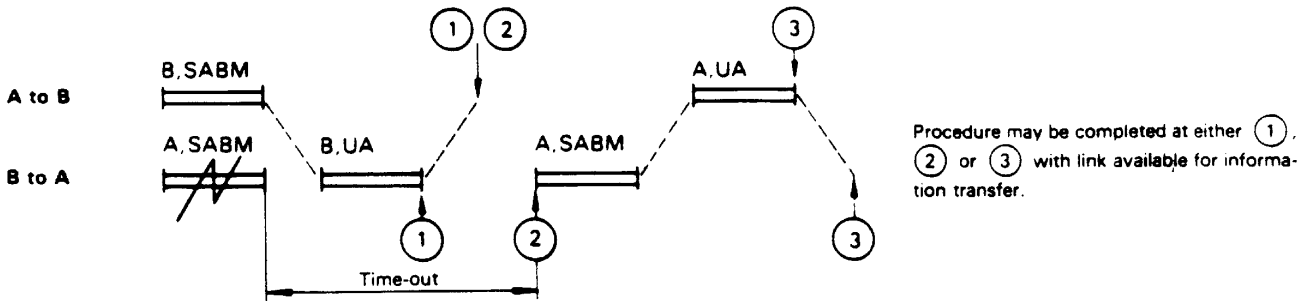 1 2
3
B,SABM
A,UA
A to B
A,SABM
B,UA
A,SABM
B to A
Procedure may be completed at either 1 ,
2 or 3 with link available for informa-
tion transfer.
1
2
3
Time-out